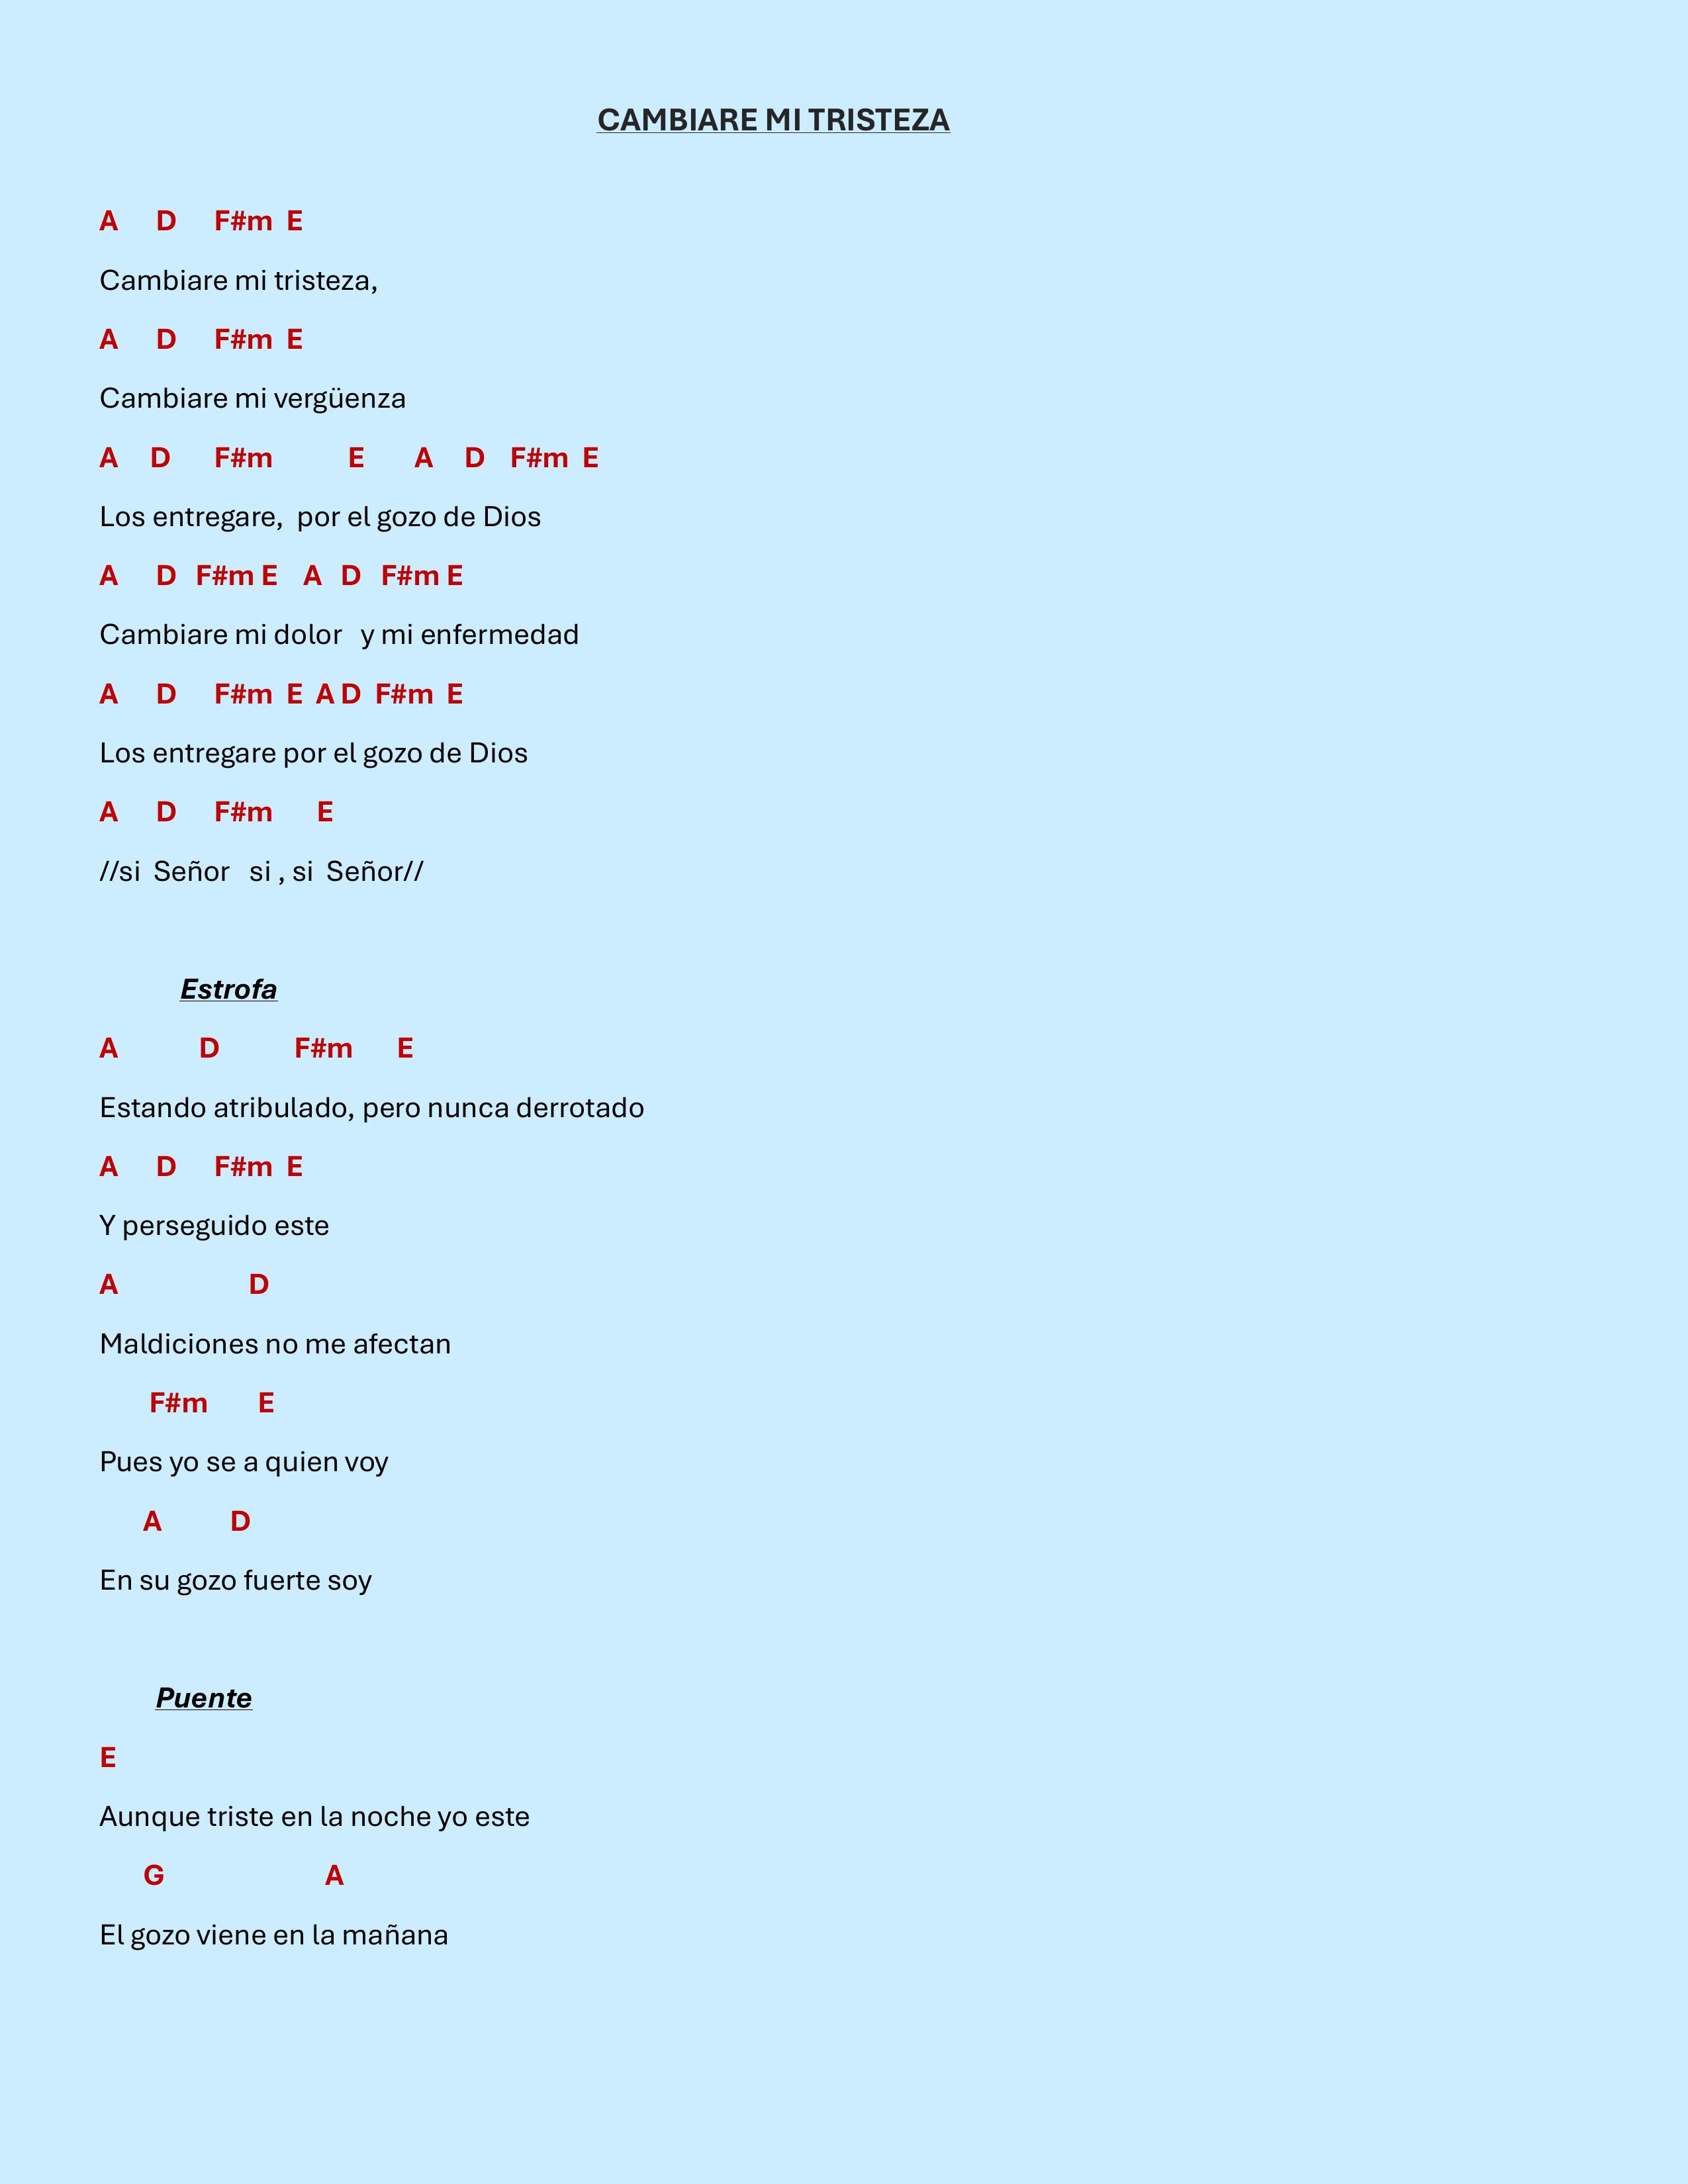 CAMBIARE MI TRISTEZA
A D F#m E
Cambiare mi tristeza,
A D F#m E
Cambiare mi vergüenza
A D F#m E A D F#m E
Los entregare, por el gozo de Dios
A D F#m E A D F#m E
Cambiare mi dolor y mi enfermedad
A D F#m E A D F#m E
Los entregare por el gozo de Dios
A D F#m E
//si Señor si , si Señor//
Estrofa
A D F#m E
Estando atribulado, pero nunca derrotado
A D F#m E
Y perseguido este
A D
Maldiciones no me afectan
F#m E
Pues yo se a quien voy
A D
En su gozo fuerte soy
Puente
E
Aunque triste en la noche yo este
G A
El gozo viene en la mañana